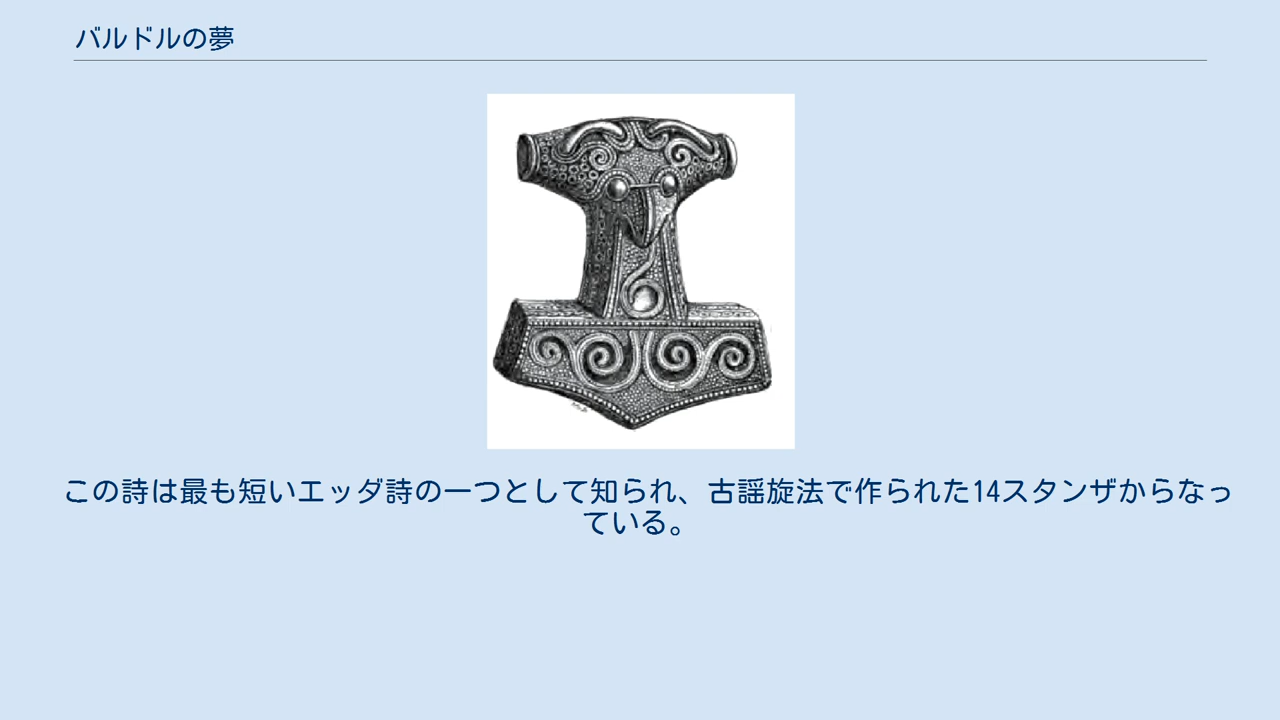 バルドルの夢
この詩は最も短いエッダ詩の一つとして知られ、古謡旋法で作られた14スタンザからなっ
ている。